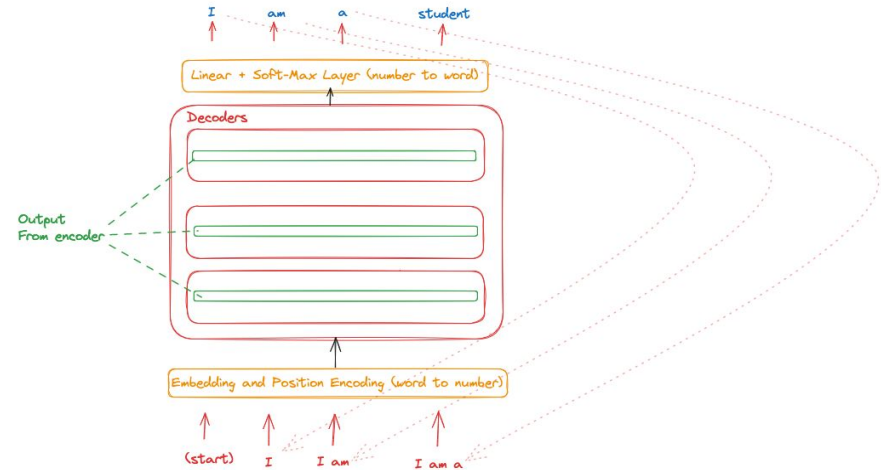 I am a student
Linear + Soft-Max Layer (number to word)
Decoders
Output
From encoder
Embedding and Position Encoding (word to number)
(start) I I am I am a